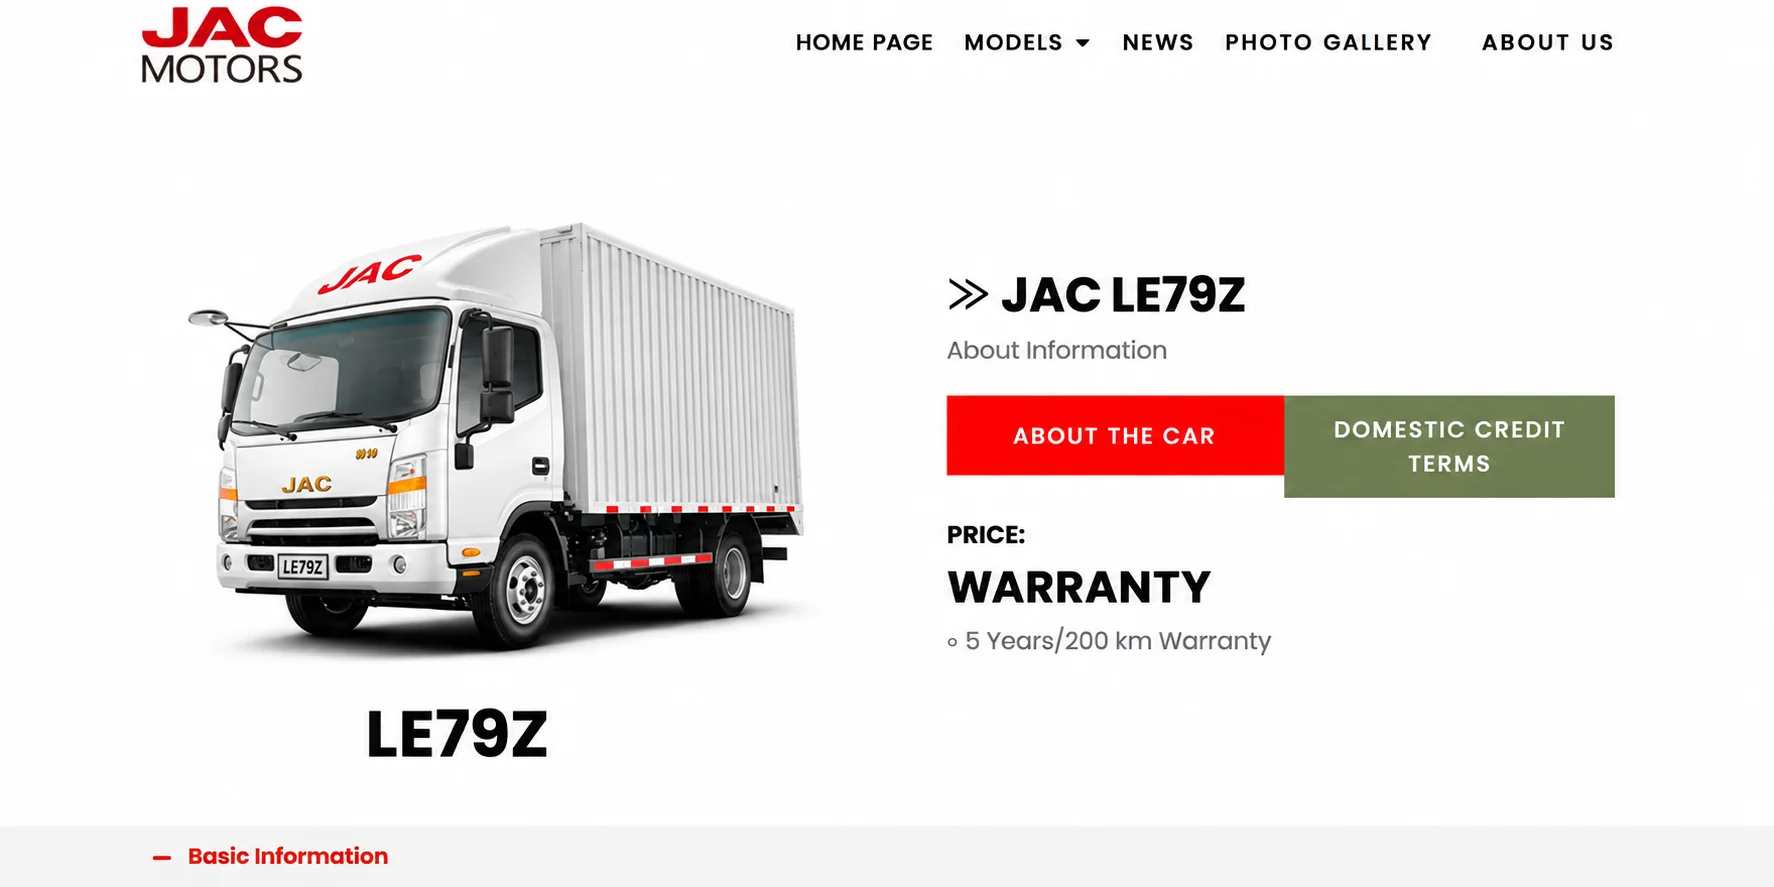 JAC
MOTORS
HOME PAGE
MODELS
NEWS
PHOTO GALLERY
ABOUT US
JAC
JAC
LE79Z
LE79Z
JAC LE79Z
About Information
ABOUT THE CAR
DOMESTIC CREDIT
TERMS
PRICE:
WARRANTY
5 Years/200 km Warranty
Basic Information